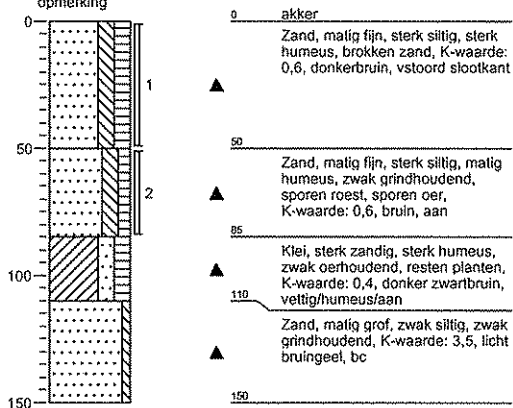 opmerking
0
0
akker
Zand, matig fijn, sterk siltig, sterk
humeus, brokken zand, K-waarde:
0,6, donkerbruin, vstoord slootkant
1
50
50
Zand, matig fijn, sterk siltig, matig
humeus, zwak grindhoudend,
sporen roest, sporen oer,
K-waarde: 0,6, bruin, aan
2
85
Klei, sterk zandig, sterk humeus,
zwak oerhoudend, resten planten,
K-waarde: 0,4, donker zwartbruin,
vettig/humeus/aan
100
110
Zand, matig grof, zwak siltig, zwak
grindhoudend, K-waarde: 3,5, licht
bruingeel, bc
150
150